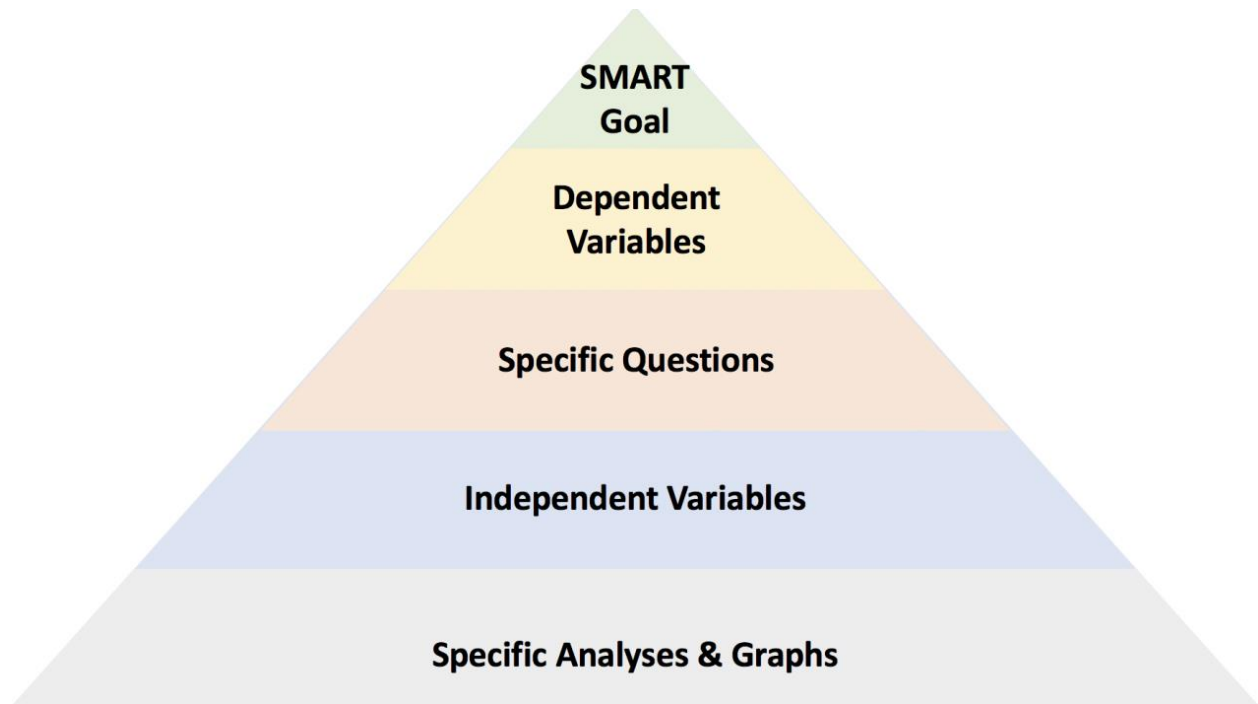 SMART
Goal
Dependent
Variables
Specific Questions
Independent Variables
Specific Analyses & Graphs